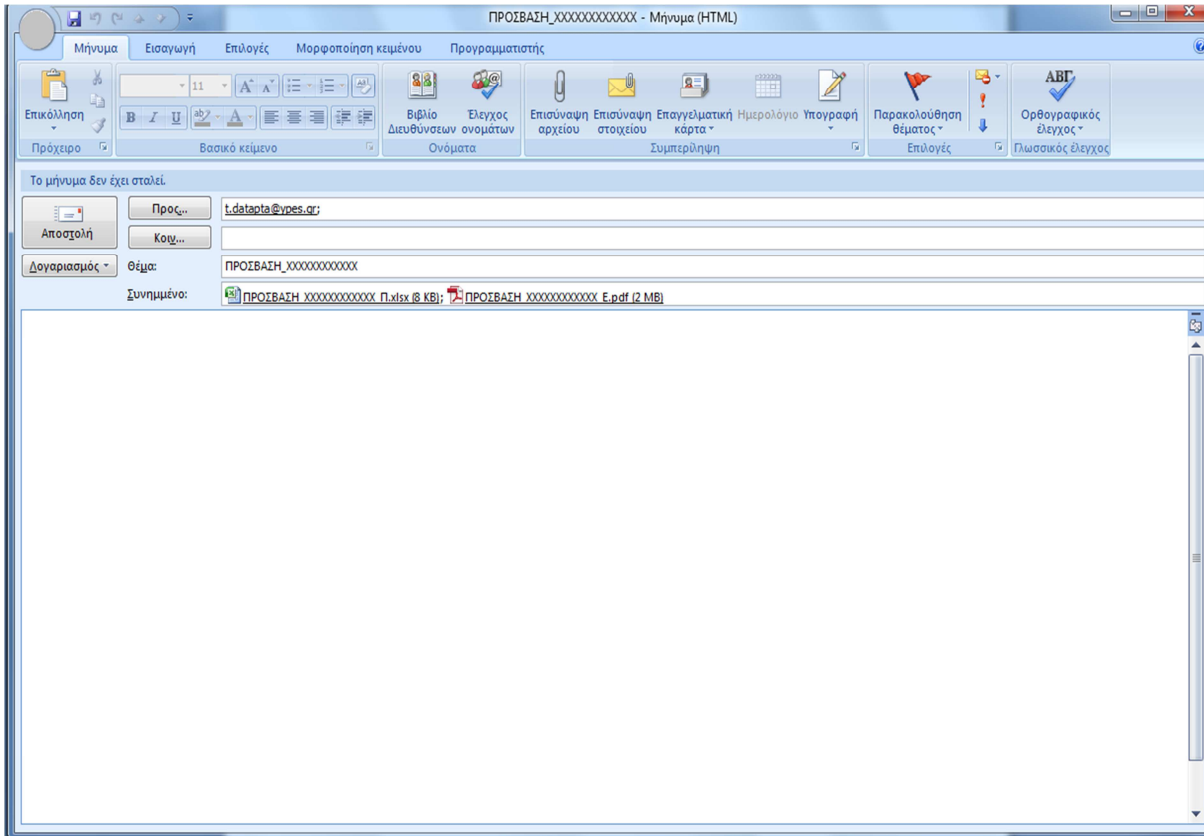 ΠΡΟΣΒΑΣΗ_XXXXXXXXXXXX - Μήνυμα (HTML)
Μήνυμα Εισαγωγή Επιλογές Μορφοποίηση κειμένου Προγραμματιστής
11
ABΓ
Επικόλληση
B I U ab A
Βιβλίο Διευθύνσεων
Έλεγχος ονομάτων
Επισύναψη αρχείου
Επισύναψη στοιχείου
Επαγγελματική κάρτα
Ημερολόγιο
Υπογραφή
Παρακολούθηση θέματος
Ορθογραφικός έλεγχος
Πρόχειρο Βασικό κείμενο Ονόματα Συμπερίληψη Επιλογές Γλωσσικός έλεγχος
Το μήνυμα δεν έχει σταλεί.
Αποστολή
Προς... t.datapta@ypes.gr;
Κοιν...
Λογαριασμός Θέμα: ΠΡΟΣΒΑΣΗ_XXXXXXXXXXXX
Συνημμένο: ΠΡΟΣΒΑΣΗ_XXXXXXXXXXXX_Π.xlsx (8 KB); ΠΡΟΣΒΑΣΗ_XXXXXXXXXXXX_Ε.pdf (2 MB)